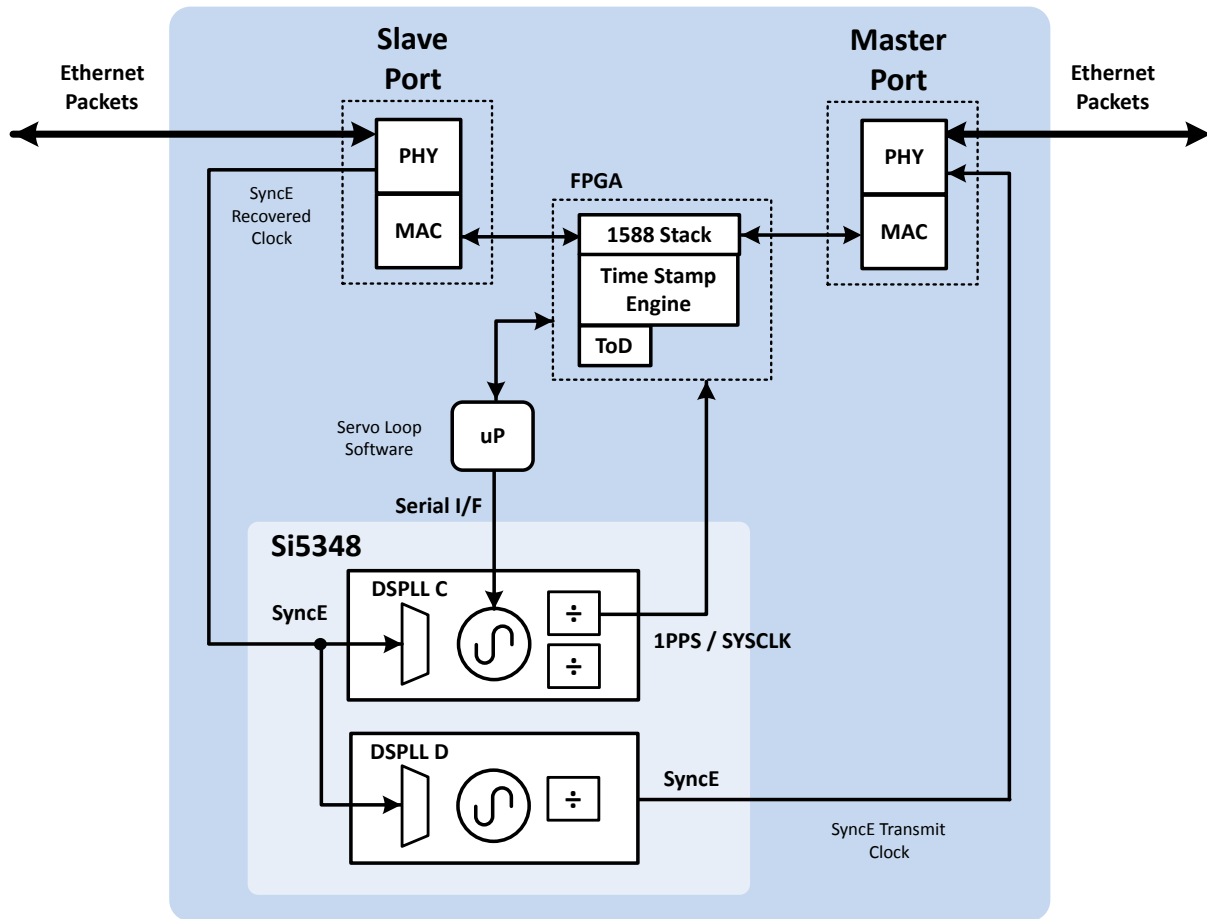 Slave
Port
Master
Port
Ethernet
Packets
Ethernet
Packets
PHY
MAC
PHY
MAC
SyncE
Recovered
Clock
FPGA
1588 Stack
Time Stamp
Engine
ToD
Servo Loop
Software
uP
Serial I/F
Si5348
DSPLL C
SyncE
÷
÷
1PPS / SYSCLK
DSPLL D
÷
SyncE
SyncE Transmit
Clock